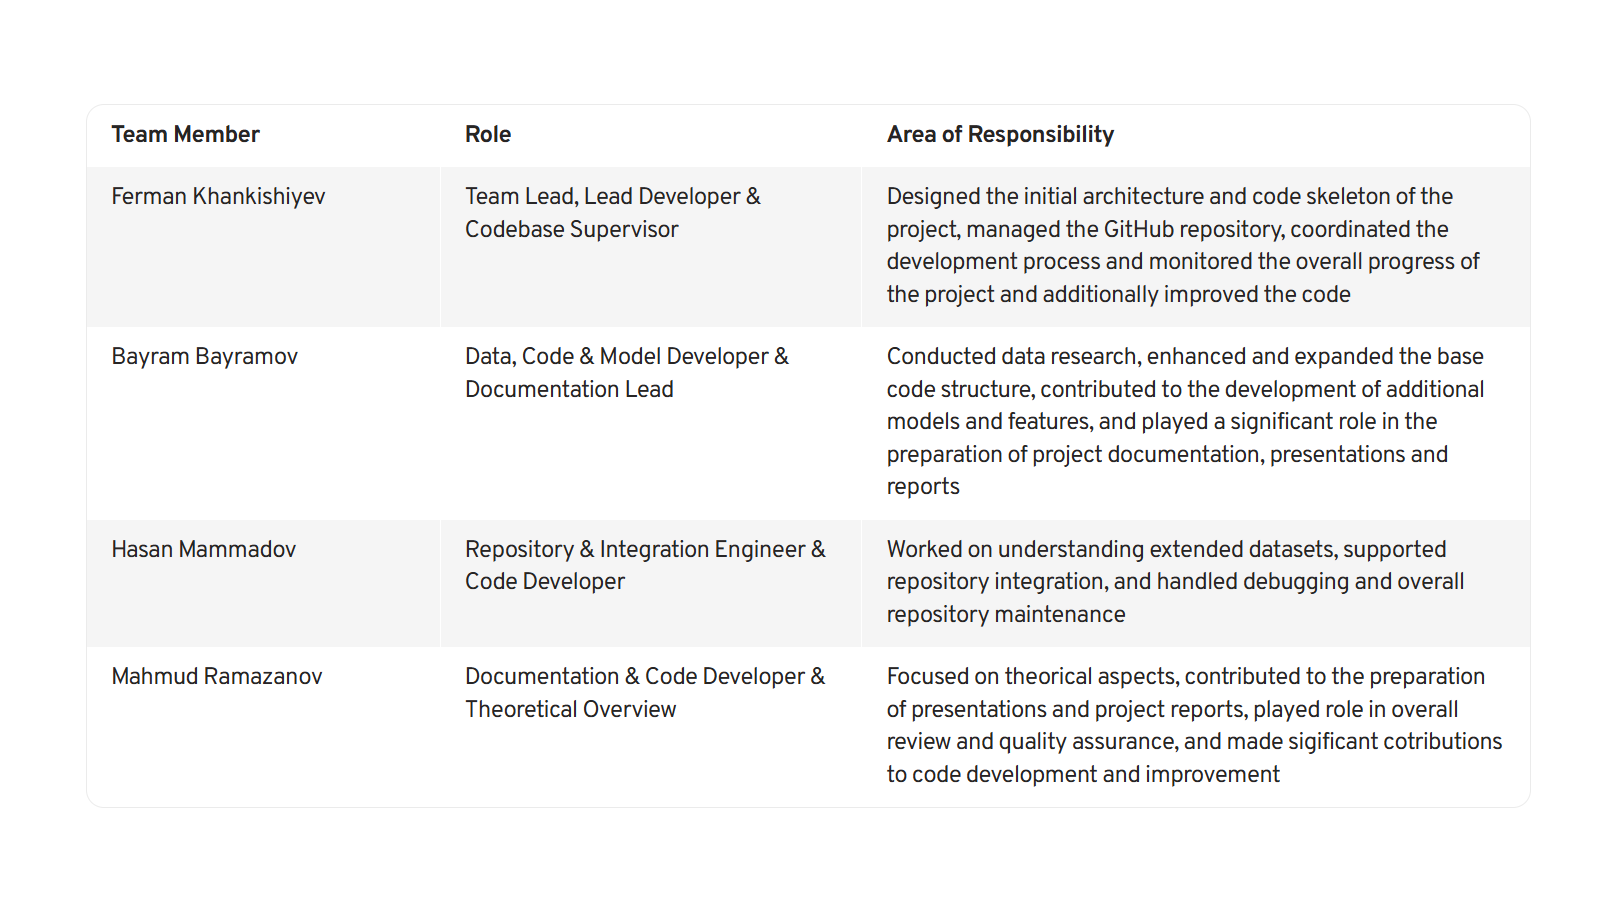 Team Member Role Area of Responsibility
Ferman Khankishiyev
Team Lead, Lead Developer &
Codebase Supervisor
Designed the initial architecture and code skeleton of the
project, managed the GitHub repository, coordinated the
development process and monitored the overall progress of
the project and additionally improved the code
Bayram Bayramov
Data, Code & Model Developer &
Documentation Lead
Conducted data research, enhanced and expanded the base
code structure, contributed to the development of additional
models and features, and played a significant role in the
preparation of project documentation, presentations and
reports
Hasan Mammadov
Repository & Integration Engineer &
Code Developer
Worked on understanding extended datasets, supported
repository integration, and handled debugging and overall
repository maintenance
Mahmud Ramazanov
Documentation & Code Developer &
Theoretical Overview
Focused on theorical aspects, contributed to the preparation
of presentations and project reports, played role in overall
review and quality assurance, and made sigificant cotributions
to code development and improvement